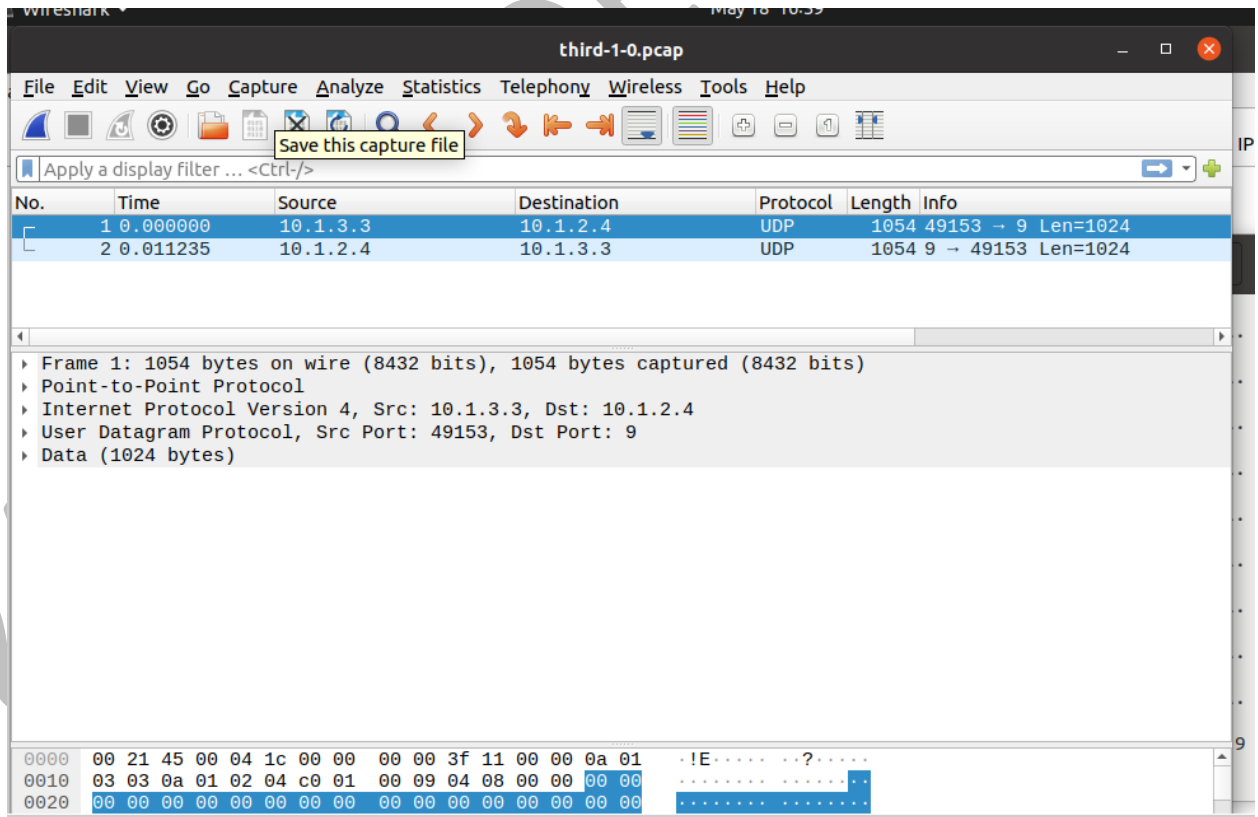 Wireshark
May 18 10:39
third-1-0.pcap
File Edit View Go Capture Analyze Statistics Telephony Wireless Tools Help
Save this capture file
IP
Apply a display filter … <Ctrl-/>
No. Time Source Destination Protocol Length Info
1 0.000000 10.1.3.3 10.1.2.4 UDP 1054 49153 → 9 Len=1024
2 0.011235 10.1.2.4 10.1.3.3 UDP 1054 9 → 49153 Len=1024
Frame 1: 1054 bytes on wire (8432 bits), 1054 bytes captured (8432 bits)
Point-to-Point Protocol
Internet Protocol Version 4, Src: 10.1.3.3, Dst: 10.1.2.4
User Datagram Protocol, Src Port: 49153, Dst Port: 9
Data (1024 bytes)
9
0000 00 21 45 00 04 1c 00 00 00 00 3f 11 00 00 0a 01 ·!E····· ··?·····
0010 03 03 0a 01 02 04 c0 01 00 09 04 08 00 00 00 00 ········ ········
0020 00 00 00 00 00 00 00 00 00 00 00 00 00 00 00 00 ········ ········